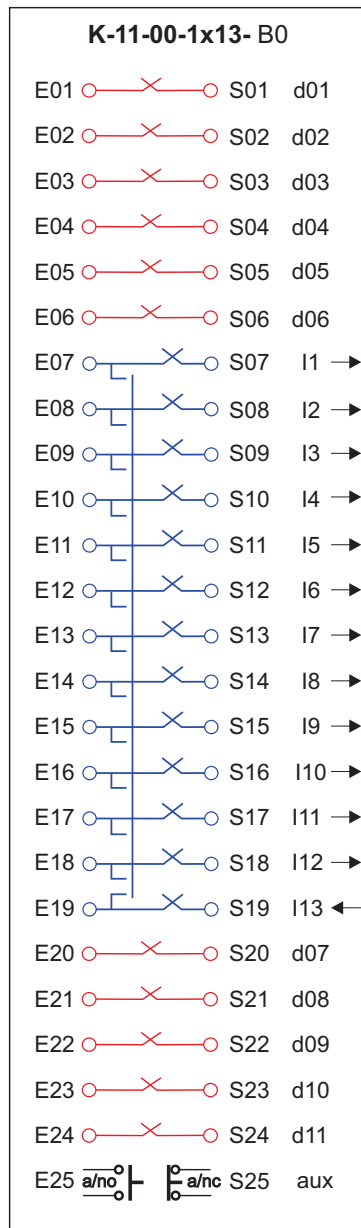 K-11-00-1x13- B0
E01 S01 d01
E02 S02 d02
E03 S03 d03
E04 S04 d04
E05 S05 d05
E06 S06 d06
E07 S07 I1
E08 S08 I2
E09 S09 I3
E10 S10 I4
E11 S11 I5
E12 S12 I6
E13 S13 I7
E14 S14 I8
E15 S15 I9
E16 S16 I10
E17 S17 I11
E18 S18 I12
E19 S19 I13
E20 S20 d07
E21 S21 d08
E22 S22 d09
E23 S23 d10
E24 S24 d11
E25 a/no a/nc S25 aux